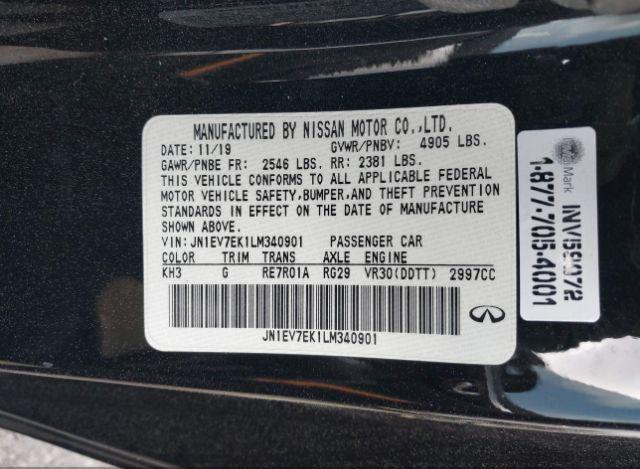 MANUFACTURED BY NISSAN MOTOR CO.,LTD.
DATE: 11/19 GVWR/PNBV: 4905 LBS.
GAWR/PNBE FR: 2546 LBS. RR: 2381 LBS.
THIS VEHICLE CONFORMS TO ALL APPLICABLE FEDERAL
MOTOR VEHICLE SAFETY,BUMPER,AND THEFT PREVENTION
STANDARDS IN EFFECT ON THE DATE OF MANUFACTURE
SHOWN ABOVE.
VIN: JN1EV7EK1LM340901 PASSENGER CAR
COLOR TRIM TRANS AXLE ENGINE
KH3 G RE7R01A RG29 VR30(DDTT) 2997CC
JN1EV7EK1LM340901
Mark
INV59072
1-877-705-4001